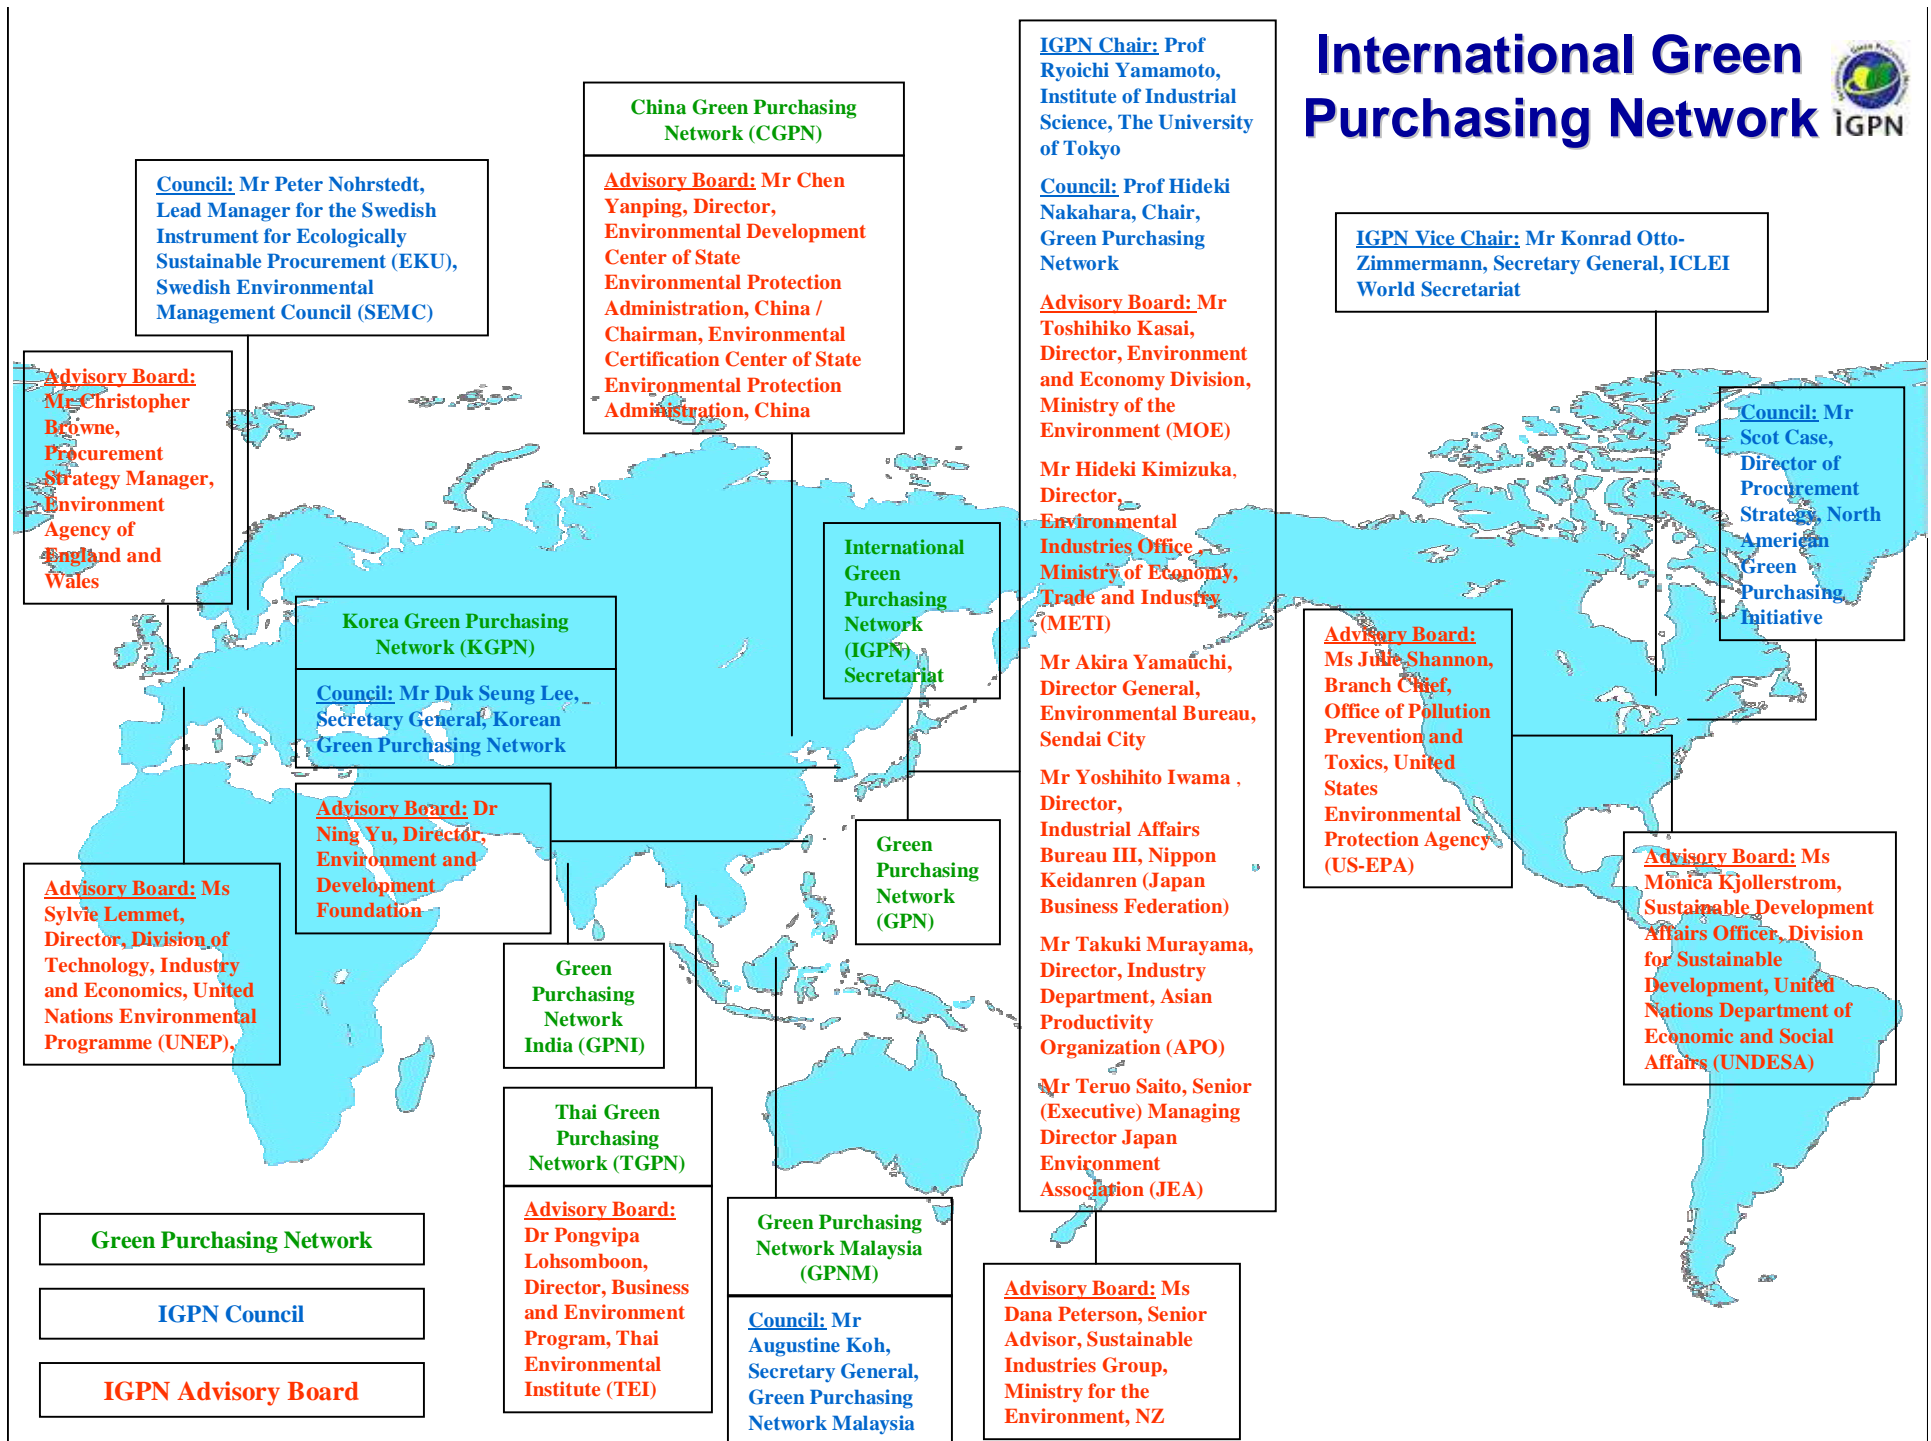 International Green
Purchasing Network
iGPN
IGPN Chair: Prof
Ryoichi Yamamoto,
Institute of Industrial
Science, The University
of Tokyo
Council: Prof Hideki
Nakahara, Chair,
Green Purchasing
Network
Advisory Board: Mr
Toshihiko Kasai,
Director, Environment
and Economy Division,
Ministry of the
Environment (MOE)
Mr Hideki Kimizuka,
Director,
Environmental
Industries Office ,
Ministry of Economy,
Trade and Industry
(METI)
Mr Akira Yamauchi,
Director General,
Environmental Bureau,
Sendai City
Mr Yoshihito Iwama ,
Director,
Industrial Affairs
Bureau III, Nippon
Keidanren (Japan
Business Federation)
Mr Takuki Murayama,
Director, Industry
Department, Asian
Productivity
Organization (APO)
Mr Teruo Saito, Senior
(Executive) Managing
Director Japan
Environment
Association (JEA)
China Green Purchasing
Network (CGPN)
Advisory Board: Mr Chen
Yanping, Director,
Environmental Development
Center of State
Environmental Protection
Administration, China /
Chairman, Environmental
Certification Center of State
Environmental Protection
Administration, China
Council: Mr Peter Nohrstedt,
Lead Manager for the Swedish
Instrument for Ecologically
Sustainable Procurement (EKU),
Swedish Environmental
Management Council (SEMC)
IGPN Vice Chair: Mr Konrad Otto-
Zimmermann, Secretary General, ICLEI
World Secretariat
Advisory Board:
Mr Christopher
Browne,
Procurement
Strategy Manager,
Environment
Agency of
England and
Wales
Council: Mr
Scot Case,
Director of
Procurement
Strategy, North
American
Green
Purchasing
Initiative
International
Green
Purchasing
Network
(IGPN)
Secretariat
Korea Green Purchasing
Network (KGPN)
Council: Mr Duk Seung Lee,
Secretary General, Korean
Green Purchasing Network
Advisory Board:
Ms Julie Shannon,
Branch Chief,
Office of Pollution
Prevention and
Toxics, United
States
Environmental
Protection Agency
(US-EPA)
Advisory Board: Dr
Ning Yu, Director,
Environment and
Development
Foundation
Green
Purchasing
Network
(GPN)
Advisory Board: Ms
Monica Kjollerstrom,
Sustainable Development
Affairs Officer, Division
for Sustainable
Development, United
Nations Department of
Economic and Social
Affairs (UNDESA)
Advisory Board: Ms
Sylvie Lemmet,
Director, Division of
Technology, Industry
and Economics, United
Nations Environmental
Programme (UNEP),
Green
Purchasing
Network
India (GPNI)
Thai Green
Purchasing
Network (TGPN)
Advisory Board:
Dr Pongvipa
Lohsomboon,
Director, Business
and Environment
Program, Thai
Environmental
Institute (TEI)
Green Purchasing
Network Malaysia
(GPNM)
Council: Mr
Augustine Koh,
Secretary General,
Green Purchasing
Network Malaysia
Advisory Board: Ms
Dana Peterson, Senior
Advisor, Sustainable
Industries Group,
Ministry for the
Environment, NZ
Green Purchasing Network
IGPN Council
IGPN Advisory Board